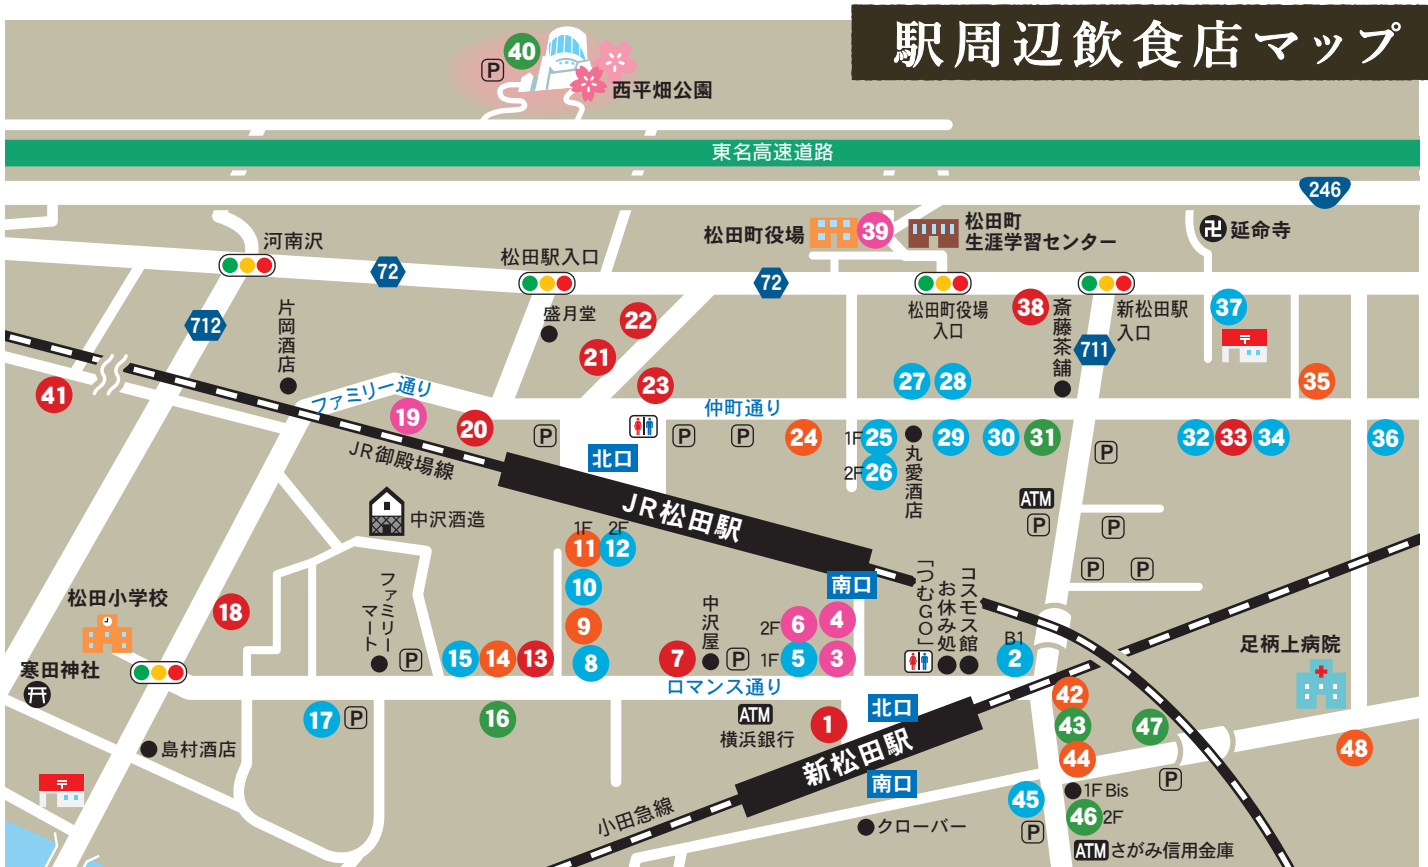 駅周辺飲食店マップ
40
P
西平畑公園
東名高速道路
246
松田町役場
39
松田町
生涯学習センター
卍
延命寺
河南沢
72
松田駅入口
72
712
片岡酒店
盛月堂
22
21
23
松田町役場
入口
38
斎藤茶舗
711
新松田駅
入口
37
〒
41
ファミリー通り
19
20
P
北口
P
P
仲町通り
24
27
28
1F
25
2F
26
丸愛酒店
29
30
31
P
32
33
34
35
36
JR御殿場線
JR松田駅
中沢酒造
ATM
P
P
P
P
1F
2F
11
12
10
9
8
南口
松田小学校
18
ファミリー
マート
P
15
14
13
7
中沢屋
P
2F
6
4
1F
5
3
「つむGO」
お休み処
コスモス館
B1
2
足柄上病院
寒田神社
ロマンス通り
17
P
16
ATM
横浜銀行
1
北口
新松田駅
南口
42
43
44
47
48
P
島村酒店
〒
小田急線
クローバー
45
P
1F Bis
46
2F
ATM
さがみ信用金庫